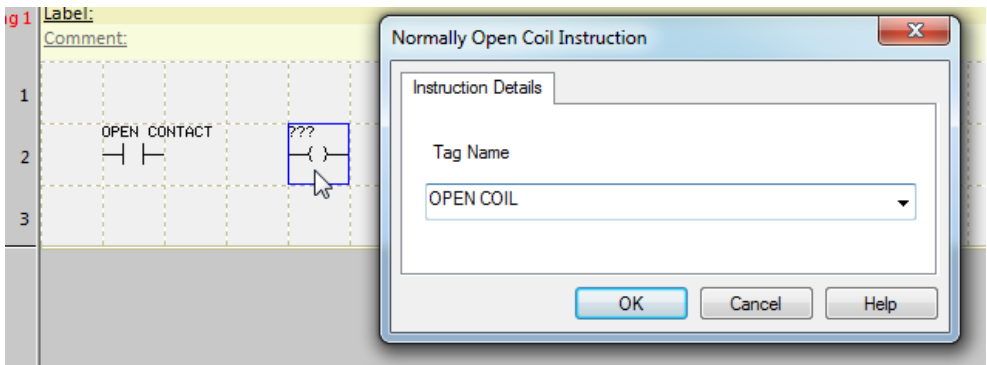 g 1
Label:
Comment:
1
OPEN CONTACT
???
2
3
Normally Open Coil Instruction
Instruction Details
Tag Name
OPEN COIL
OK
Cancel
Help